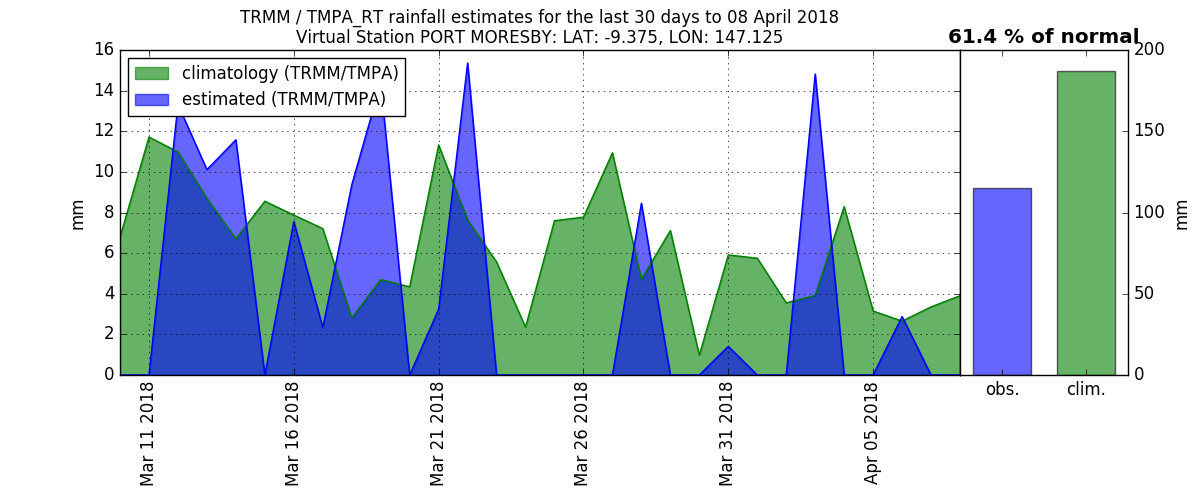 TRMM / TMPA_RT rainfall estimates for the last 30 days to 08 April 2018
Virtual Station PORT MORESBY: LAT: -9.375, LON: 147.125
61.4 % of normal
climatology (TRMM/TMPA)
estimated (TRMM/TMPA)
mm
16
14
12
10
8
6
4
2
0
Mar 11 2018
Mar 16 2018
Mar 21 2018
Mar 26 2018
Mar 31 2018
Apr 05 2018
200
150
100
50
0
mm
obs.
clim.